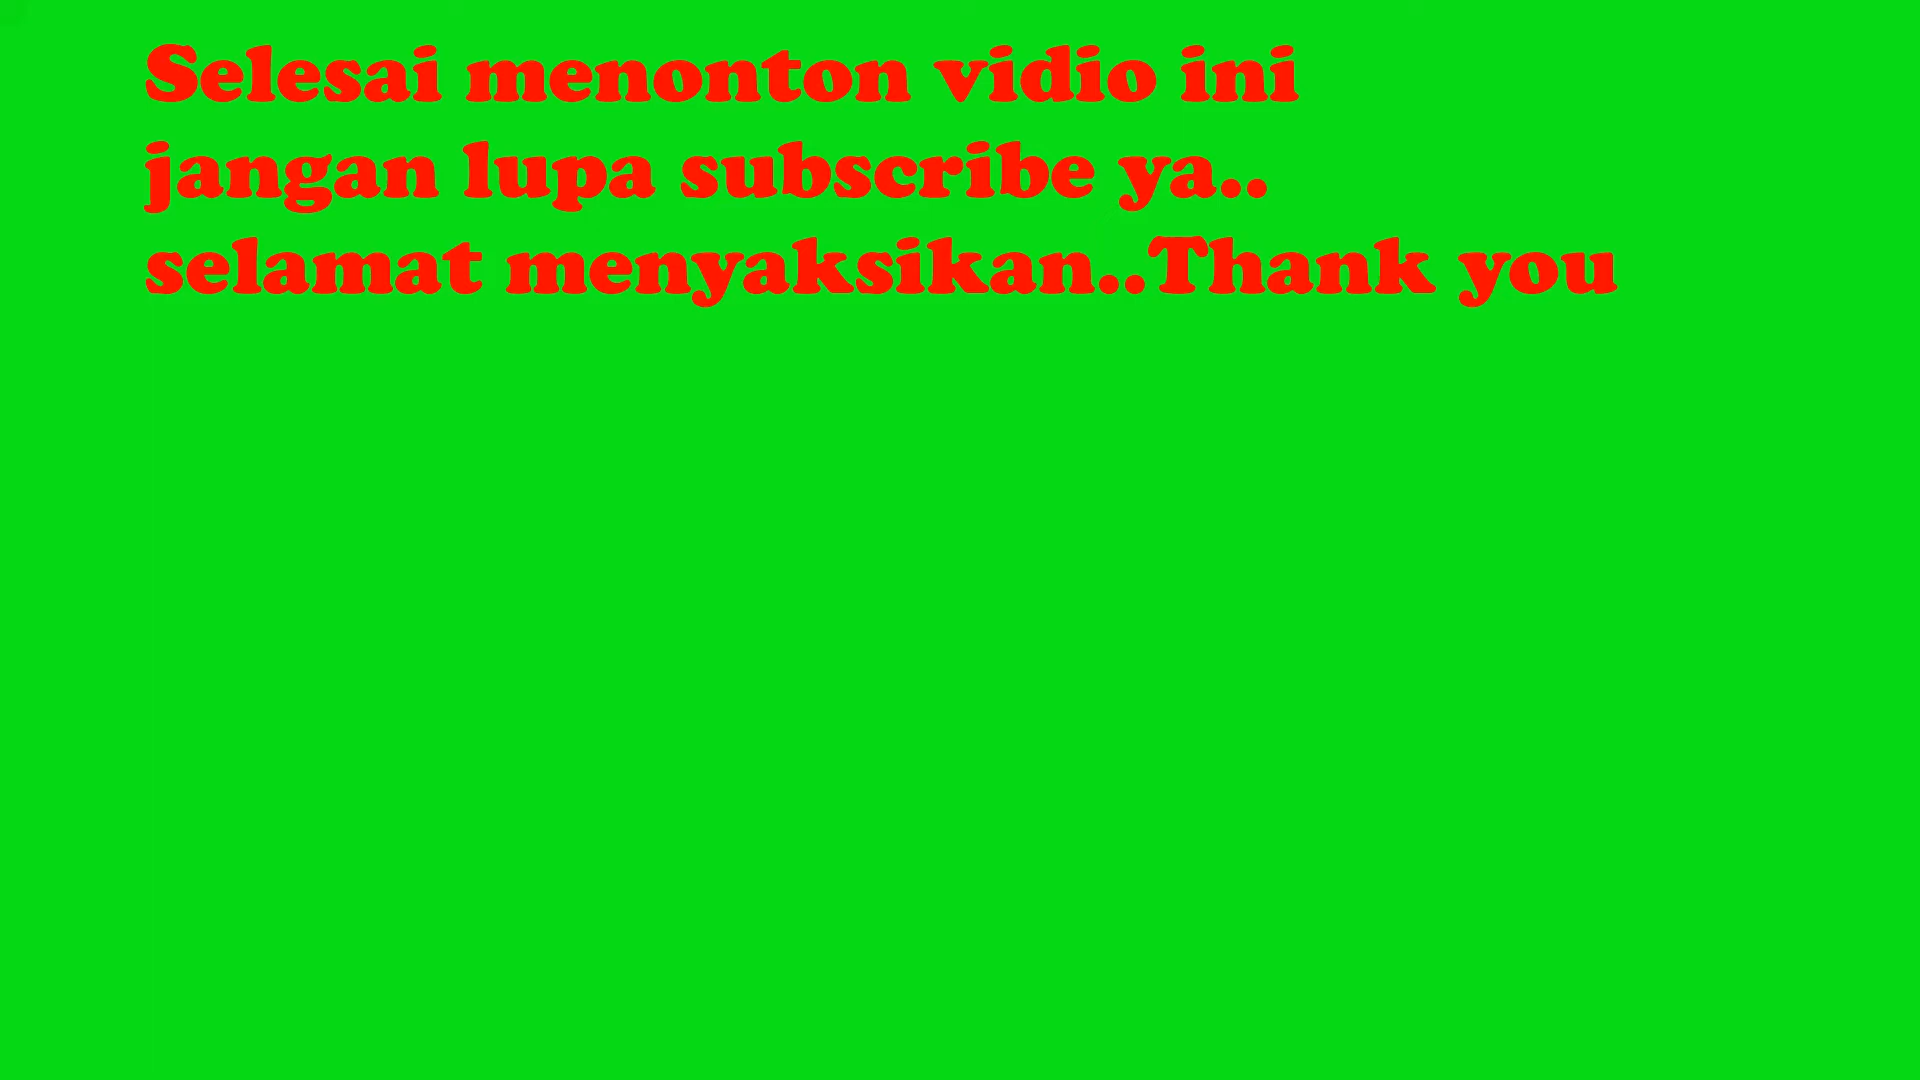 Selesai menonton vidio ini
jangan lupa subscribe ya..
selamat menyaksikan..Thank you